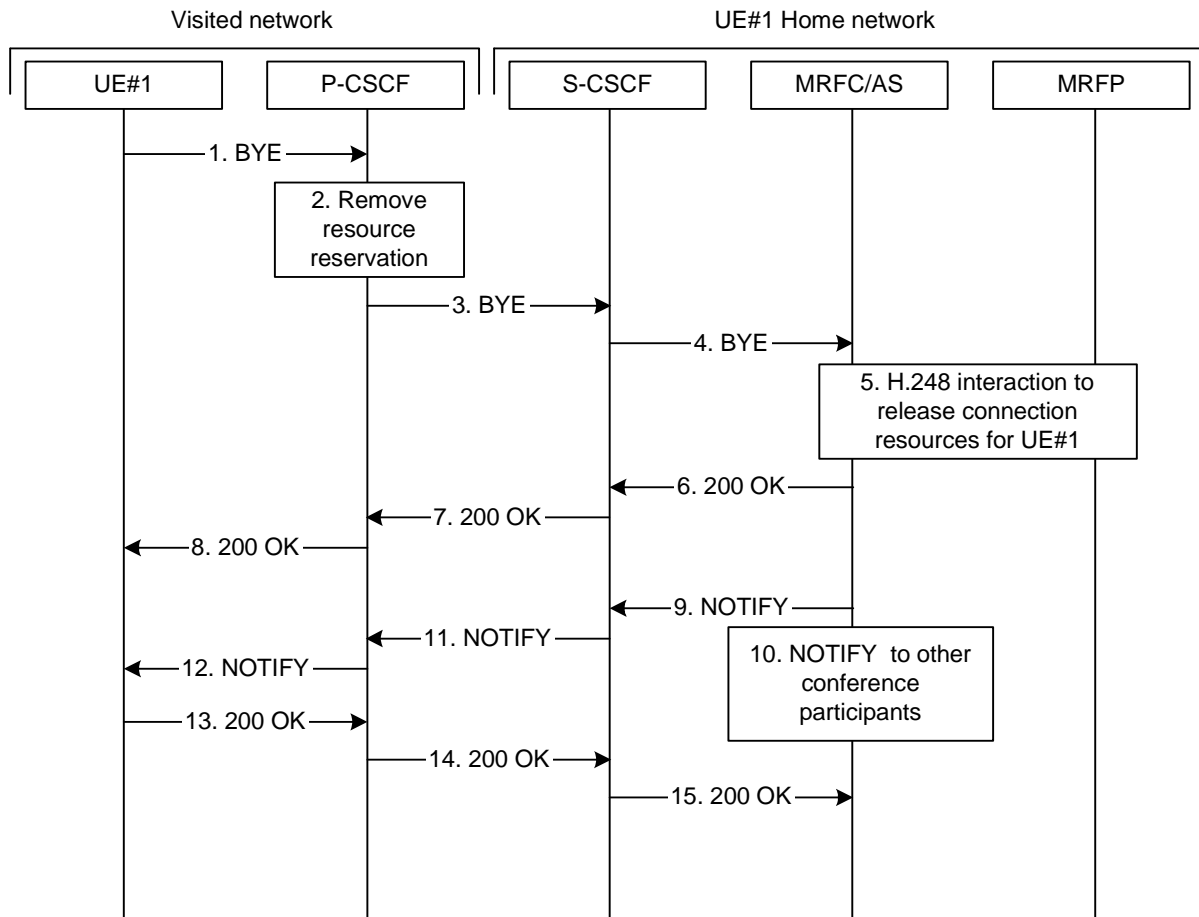 Visited network
UE#1 Home network
UE#1
P-CSCF
S-CSCF
MRFC/AS
MRFP
1. BYE
2. Remove
resource
reservation
3. BYE
4. BYE
5. H.248 interaction to
release connection
resources for UE#1
6. 200 OK
7. 200 OK
8. 200 OK
9. NOTIFY
10. NOTIFY to other
conference
participants
11. NOTIFY
12. NOTIFY
13. 200 OK
14. 200 OK
15. 200 OK